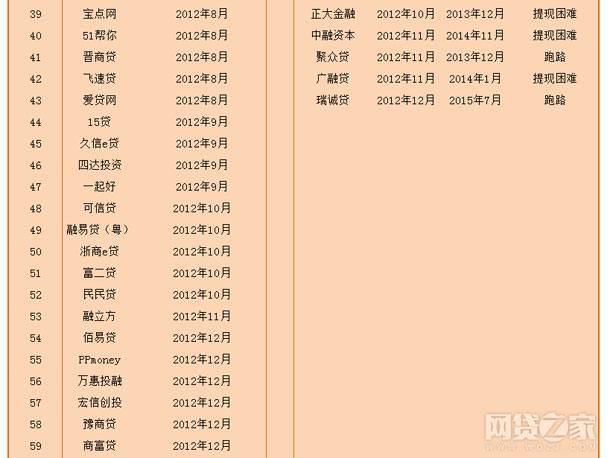 39 宝点网 2012年8月 正大金融 2012年10月 2013年12月 提现困难
40 51帮你 2012年8月 中融资本 2012年11月 2014年11月 提现困难
41 晋商贷 2012年8月 聚众贷 2012年11月 2013年12月 跑路
42 飞速贷 2012年8月 广融贷 2012年11月 2014年1月 提现困难
43 爱贷网 2012年8月 瑞诚贷 2012年12月 2015年7月 跑路
44 15贷 2012年9月
45 久信e贷 2012年9月
46 四达投资 2012年9月
47 一起好 2012年9月
48 可信贷 2012年10月
49 融易贷（粤） 2012年10月
50 浙商e贷 2012年10月
51 富二贷 2012年10月
52 民民贷 2012年10月
53 融立方 2012年11月
54 佰易贷 2012年12月
55 PPmoney 2012年12月
56 万惠投融 2012年12月
57 宏信创投 2012年12月
58 豫商贷 2012年12月
59 商富贷 2012年12月
网贷之家
WWW.WDZJ.COM